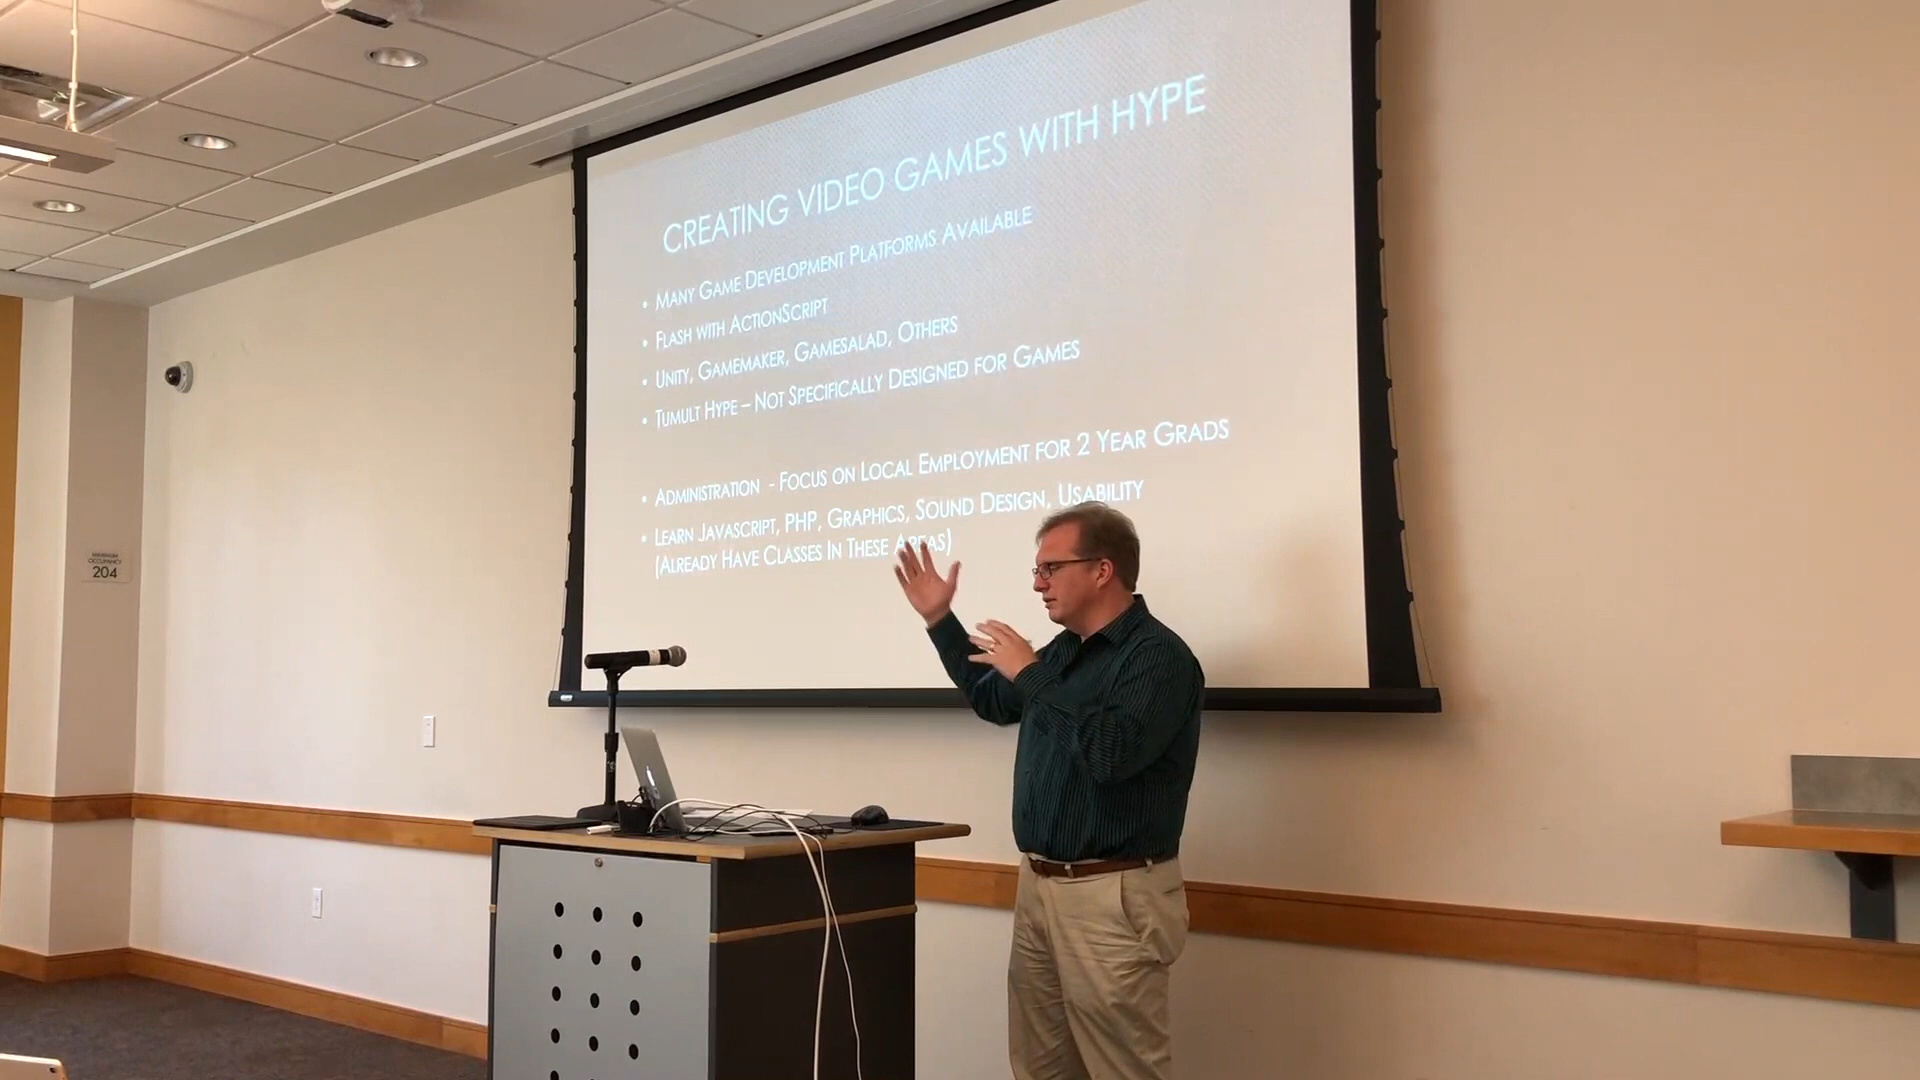 CREATING VIDEO GAMES WITH HYPE
• MANY GAME DEVELOPMENT PLATFORMS AVAILABLE
• FLASH WITH ACTIONSCRIPT
• UNITY, GAMEMAKER, GAMESALAD, OTHERS
• TUMULT HYPE – NOT SPECIFICALLY DESIGNED FOR GAMES
• ADMINISTRATION - FOCUS ON LOCAL EMPLOYMENT FOR 2 YEAR GRADS
• LEARN JAVASCRIPT, PHP, GRAPHICS, SOUND DESIGN, USABILITY
(ALREADY HAVE CLASSES IN THESE AREAS)
MAXIMUM
OCCUPANCY
204